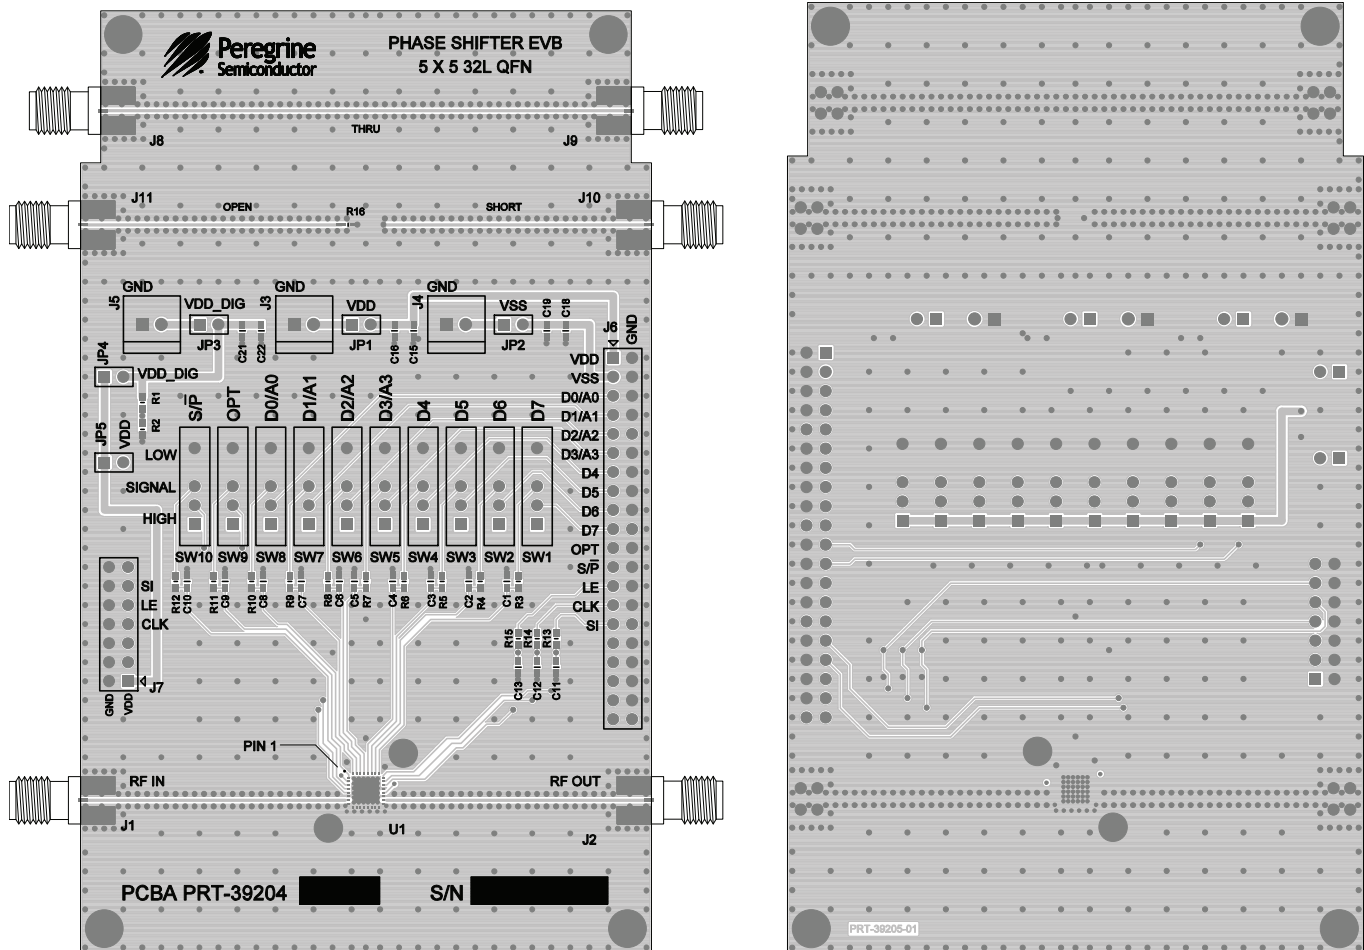 Peregrine
Semiconductor
PHASE SHIFTER EVB
5 X 5 32L QFN
J8
THRU
J9
J11
OPEN
R16
SHORT
J10
J5
GND
VDD_DIG
JP3
C21
C22
J3
GND
VDD
JP1
C16
C15
J4
GND
VSS
JP2
C19
C18
J6
GND
JP4
VDD_DIG
R1
R2
JP5
VDD
S/P̅
OPT
D0/A0
D1/A1
D2/A2
D3/A3
D4
D5
D6
D7
LOW
SIGNAL
HIGH
SW10
SW9
SW8
SW7
SW6
SW5
SW4
SW3
SW2
SW1
VDD
VSS
D0/A0
D1/A1
D2/A2
D3/A3
D4
D5
D6
D7
OPT
S/P̅
LE
CLK
SI
R12
C10
R11
C9
R10
C8
R9
C7
R8
C6
C5
R7
C4
R6
C3
R5
C2
R4
C1
R3
SI
LE
CLK
J7
GND
VDD
R15
R14
R13
C13
C12
C11
PIN 1
RF IN
RF OUT
J1
U1
J2
PCBA PRT-39204
S/N
PRT-39205-01